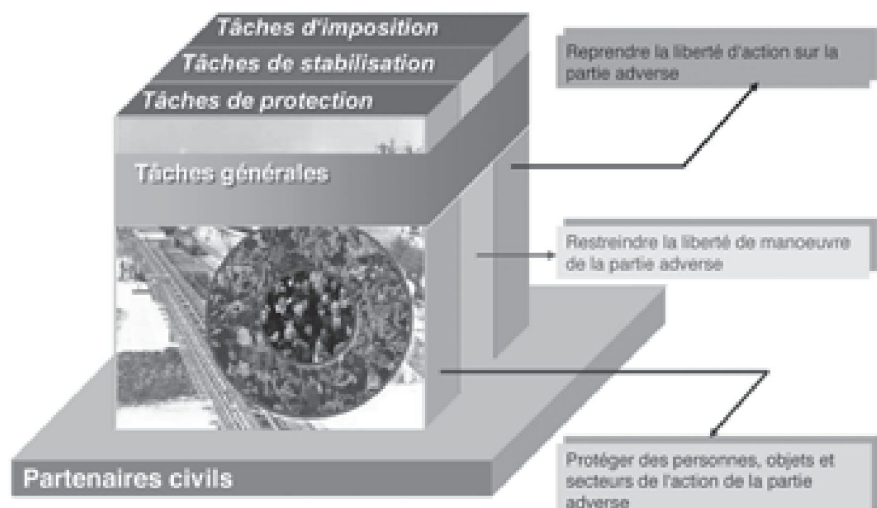 Tâches d'imposition
Tâches de stabilisation
Tâches de protection
Tâches générales
Partenaires civils
Reprendre la liberté d'action sur la
partie adverse
Restreindre la liberté de manoeuvre
de la partie adverse
Protéger des personnes, objets et
secteurs de l'action de la partie
adverse